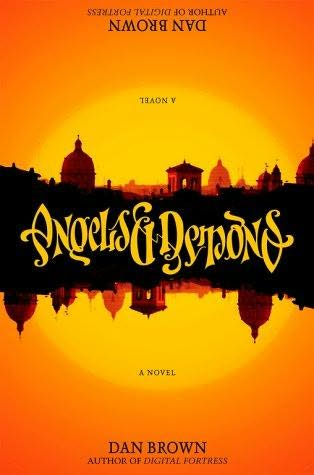 DAN BROWN
AUTHOR OF DIGITAL FORTRESS
A NOVEL
Angels & Demons
A NOVEL
DAN BROWN
AUTHOR OF DIGITAL FORTRESS